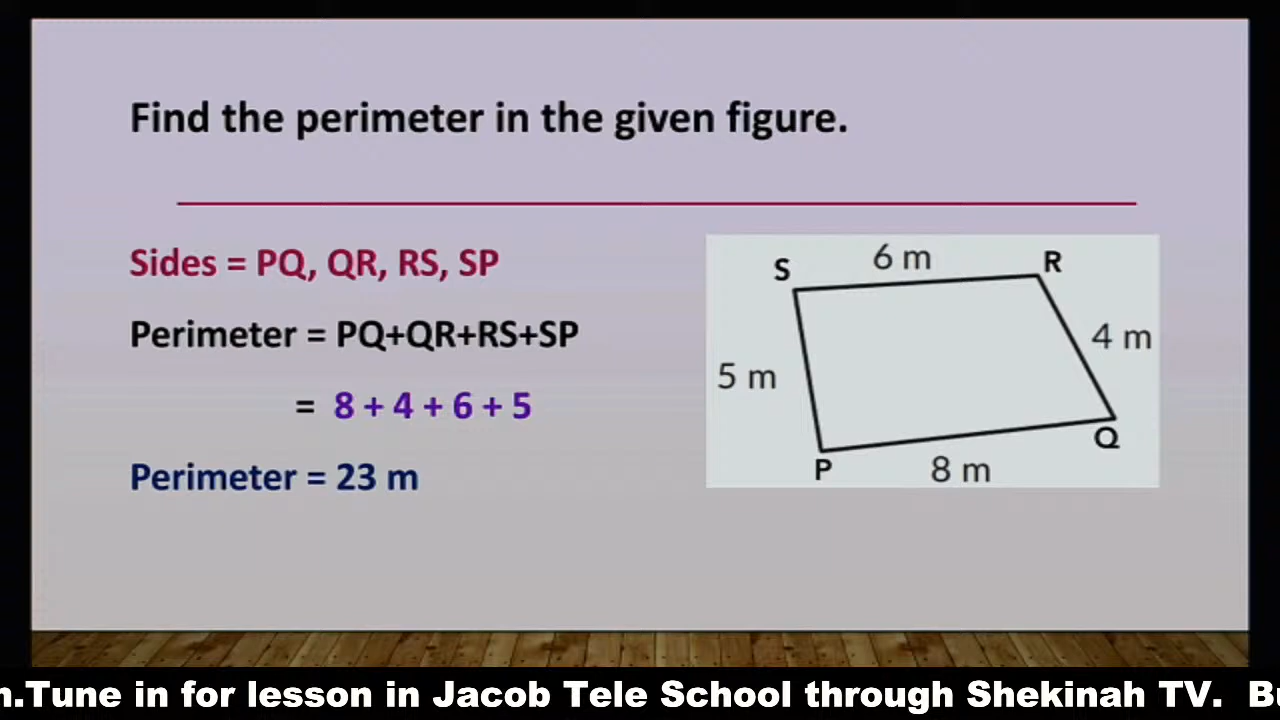 Find the perimeter in the given figure.
Sides = PQ, QR, RS, SP
Perimeter = PQ+QR+RS+SP
= 8 + 4 + 6 + 5
Perimeter = 23 m
S
6 m
R
4 m
5 m
Q
P
8 m
.Tune in for lesson in Jacob Tele School through Shekinah TV.